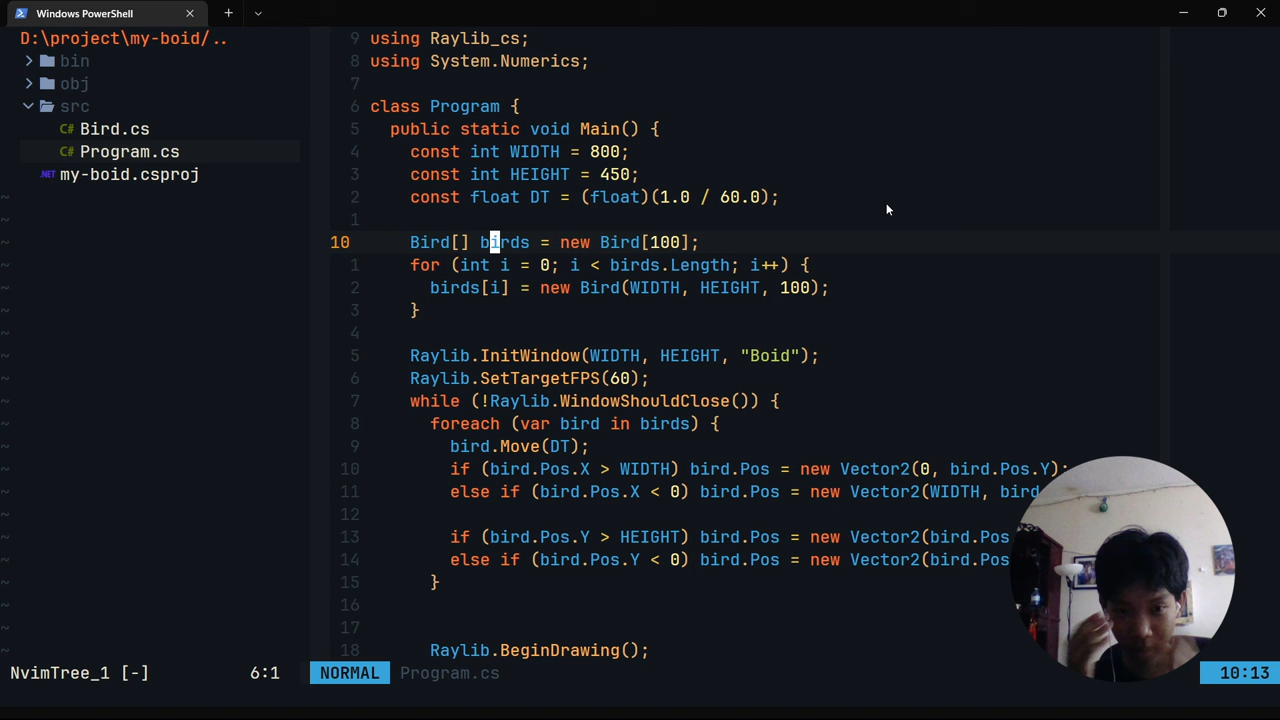 Windows PowerShell
D:\project\my-boid/..
bin
obj
src
C# Bird.cs
C# Program.cs
.NET my-boid.csproj
NvimTree_1 [-] 6:1
9 using Raylib_cs;
8 using System.Numerics;
7
6 class Program {
5 public static void Main() {
4 const int WIDTH = 800;
3 const int HEIGHT = 450;
2 const float DT = (float)(1.0 / 60.0);
1
10 Bird[] birds = new Bird[100];
1 for (int i = 0; i < birds.Length; i++) {
2 birds[i] = new Bird(WIDTH, HEIGHT, 100);
3 }
4
5 Raylib.InitWindow(WIDTH, HEIGHT, "Boid");
6 Raylib.SetTargetFPS(60);
7 while (!Raylib.WindowShouldClose()) {
8 foreach (var bird in birds) {
9 bird.Move(DT);
10 if (bird.Pos.X > WIDTH) bird.Pos = new Vector2(0, bird.Pos.Y);
11 else if (bird.Pos.X < 0) bird.Pos = new Vector2(WIDTH, bird
12
13 if (bird.Pos.Y > HEIGHT) bird.Pos = new Vector2(bird.Pos
14 else if (bird.Pos.Y < 0) bird.Pos = new Vector2(bird.Pos
15 }
16
17
18 Raylib.BeginDrawing();
NORMAL Program.cs 10:13